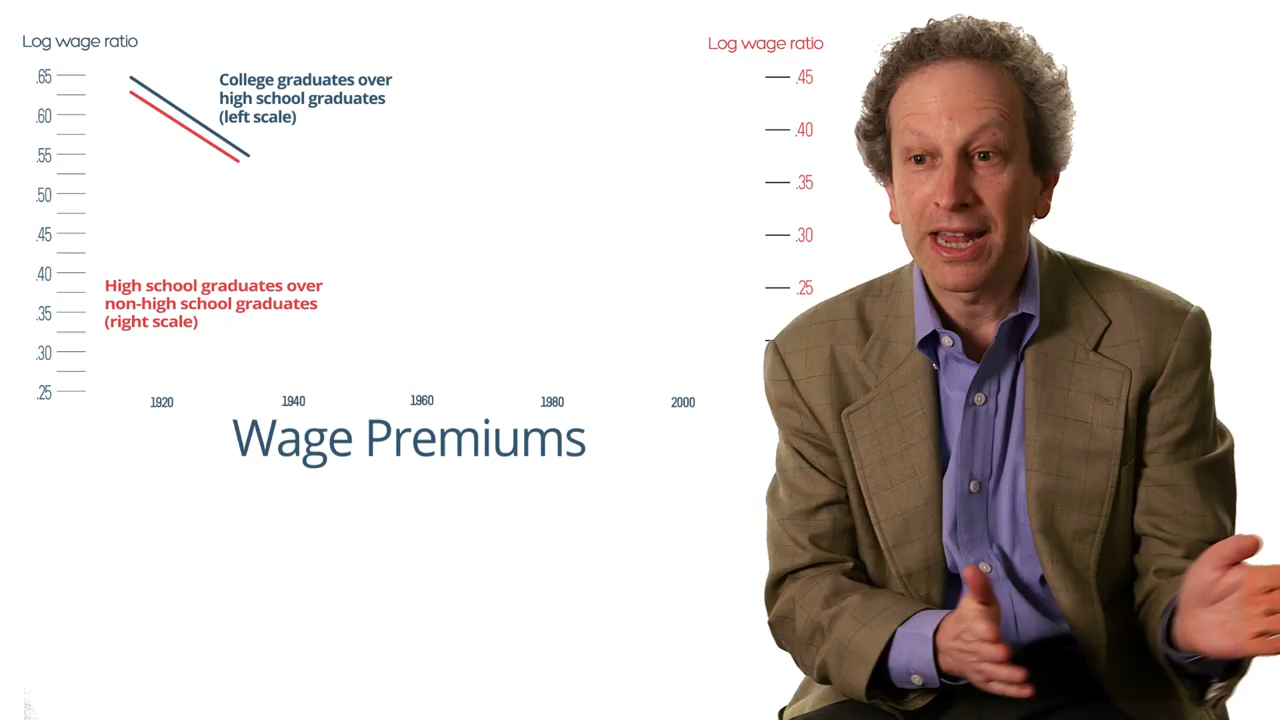 Log wage ratio
.65
.60
.55
.50
.45
.40
.35
.30
.25
College graduates over
high school graduates
(left scale)
High school graduates over
non-high school graduates
(right scale)
1920
1940
1960
1980
2000
Wage Premiums
Log wage ratio
.45
.40
.35
.30
.25